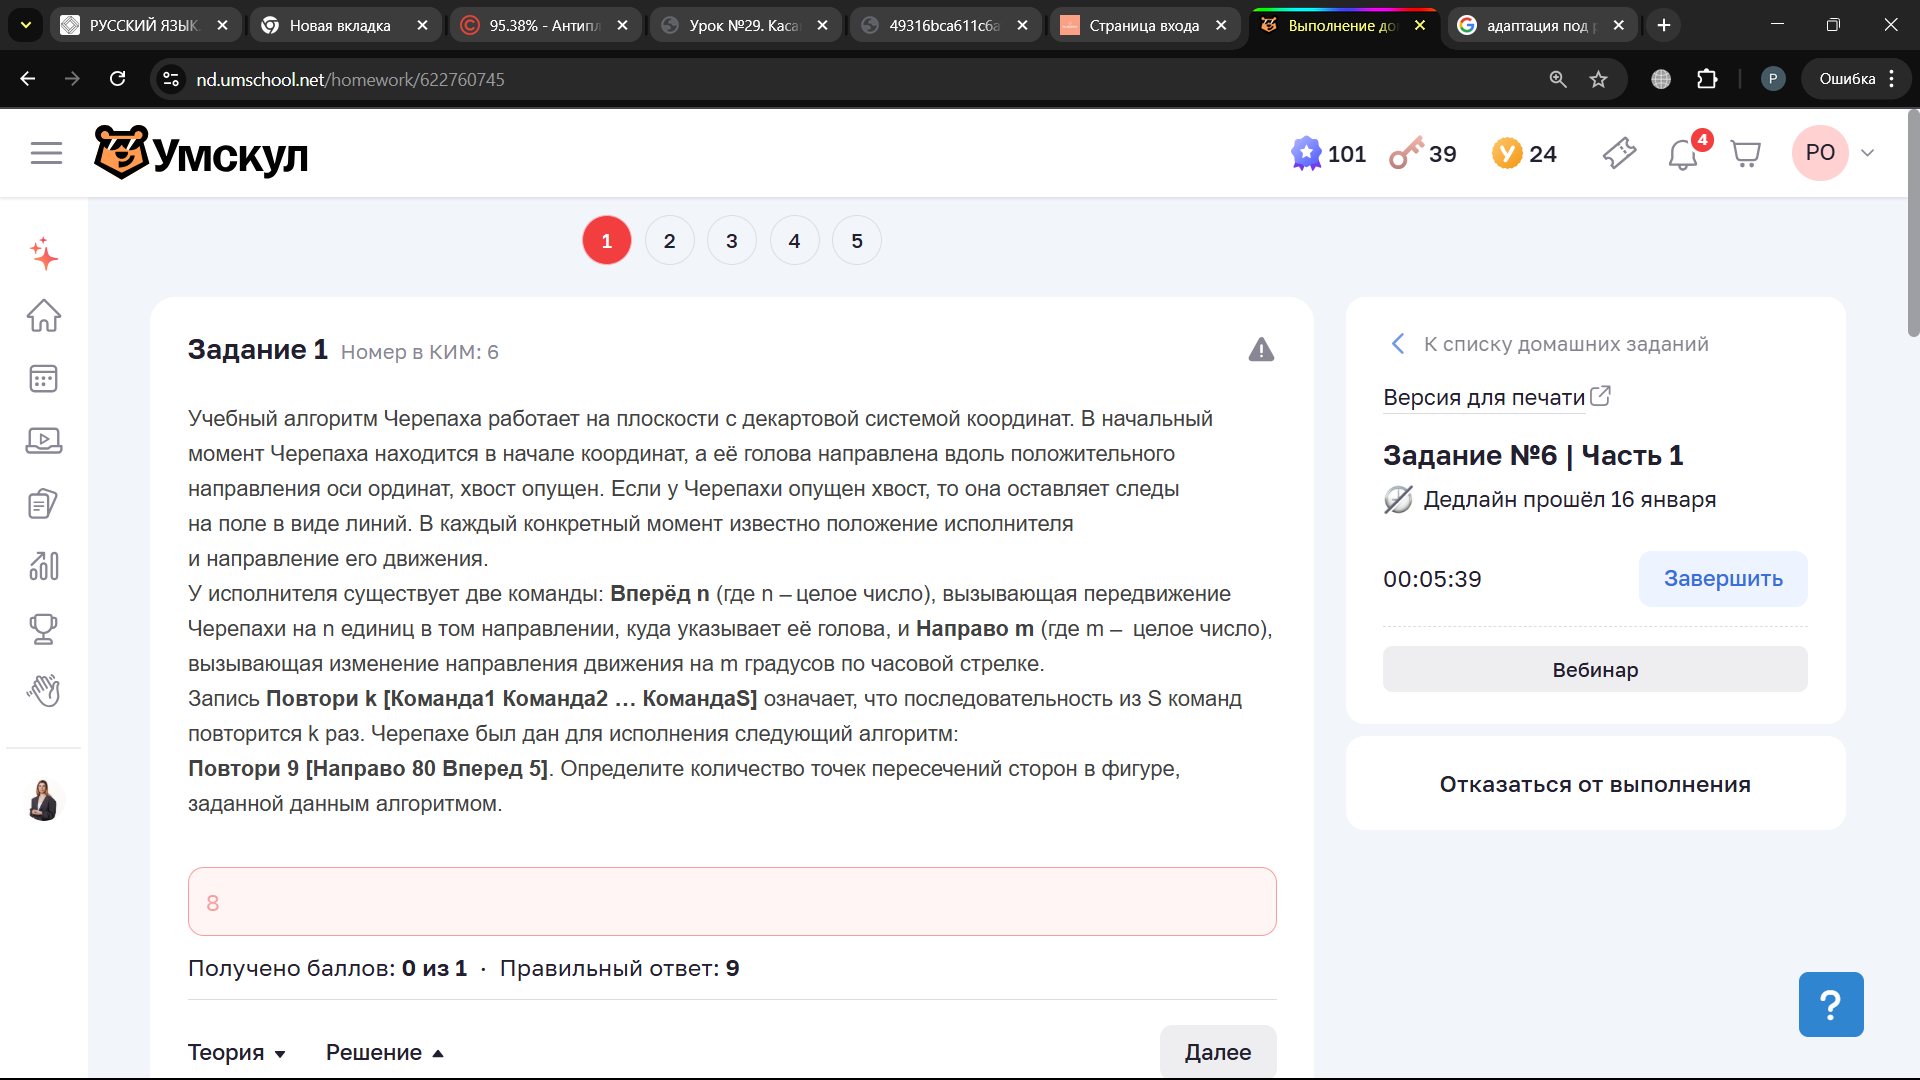 РУССКИЙ ЯЗЫК
Новая вкладка
95.38% - Антипл
Урок №29. Каса
49316bca611c6a
Страница входа
Выполнение до
адаптация под р
nd.umschool.net/homework/622760745
P
Ошибка
Умскул
101
39
У
24
4
PO
1
2
3
4
5
Задание 1 Номер в КИМ: 6
Учебный алгоритм Черепаха работает на плоскости с декартовой системой координат. В начальный
момент Черепаха находится в начале координат, а её голова направлена вдоль положительного
направления оси ординат, хвост опущен. Если у Черепахи опущен хвост, то она оставляет следы
на поле в виде линий. В каждый конкретный момент известно положение исполнителя
и направление его движения.
У исполнителя существует две команды: Вперёд n (где n – целое число), вызывающая передвижение
Черепахи на n единиц в том направлении, куда указывает её голова, и Направо m (где m – целое число),
вызывающая изменение направления движения на m градусов по часовой стрелке.
Запись Повтори k [Команда1 Команда2 … КомандаS] означает, что последовательность из S команд
повторится k раз. Черепахе был дан для исполнения следующий алгоритм:
Повтори 9 [Направо 80 Вперед 5]. Определите количество точек пересечений сторон в фигуре,
заданной данным алгоритмом.
8
Получено баллов: 0 из 1 · Правильный ответ: 9
Теория
Решение
Далее
К списку домашних заданий
Версия для печати
Задание №6 | Часть 1
Дедлайн прошёл 16 января
00:05:39
Завершить
Вебинар
Отказаться от выполнения
?